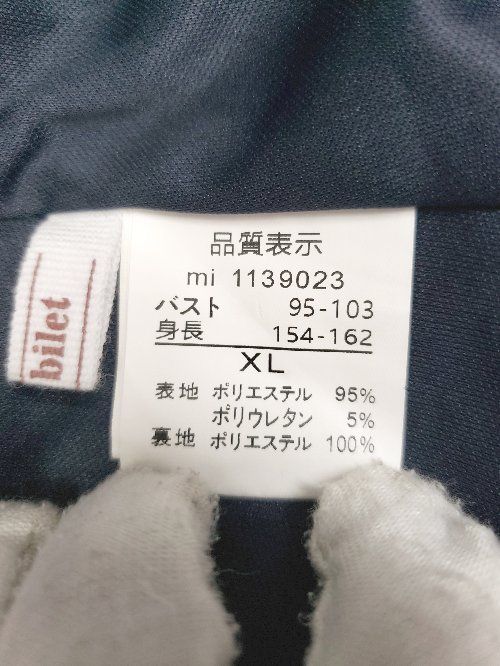 bilet
品質表示
mi 1139023
バスト 95-103
身長 154-162
XL
表地 ポリエステル 95%
ポリウレタン 5%
裏地 ポリエステル 100%